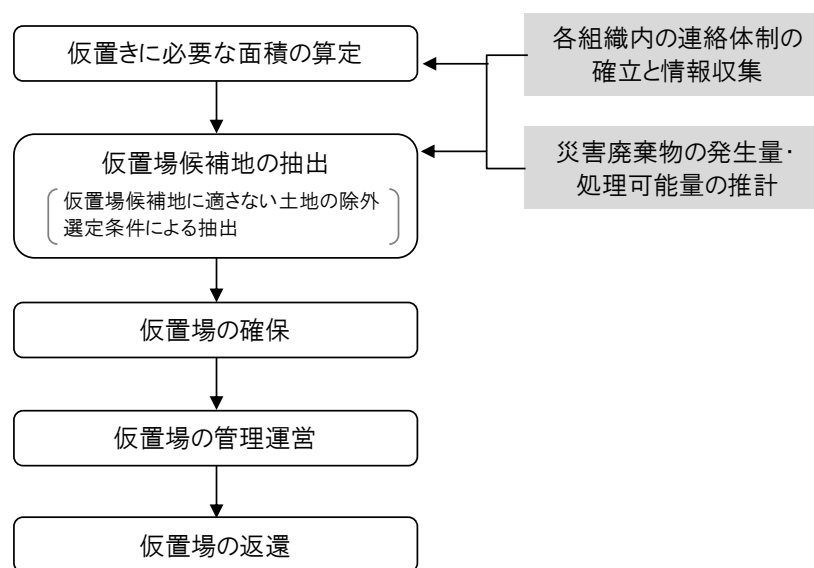 仮置きに必要な面積の算定
各組織内の連絡体制の
確立と情報収集
仮置場候補地の抽出
仮置場候補地に適さない土地の除外
選定条件による抽出
災害廃棄物の発生量・
処理可能量の推計
仮置場の確保
仮置場の管理運営
仮置場の返還